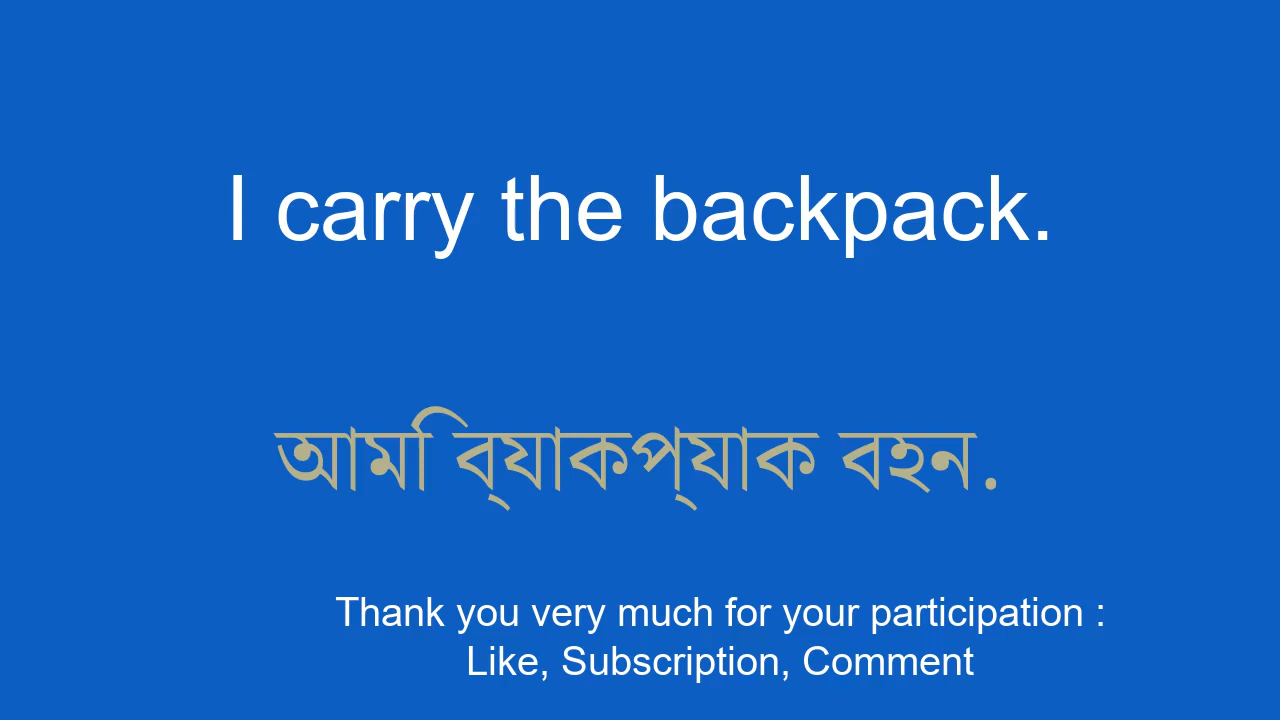 I carry the backpack.
আমি ব্যাকপ্যাক বহন.
Thank you very much for your participation :
Like, Subscription, Comment